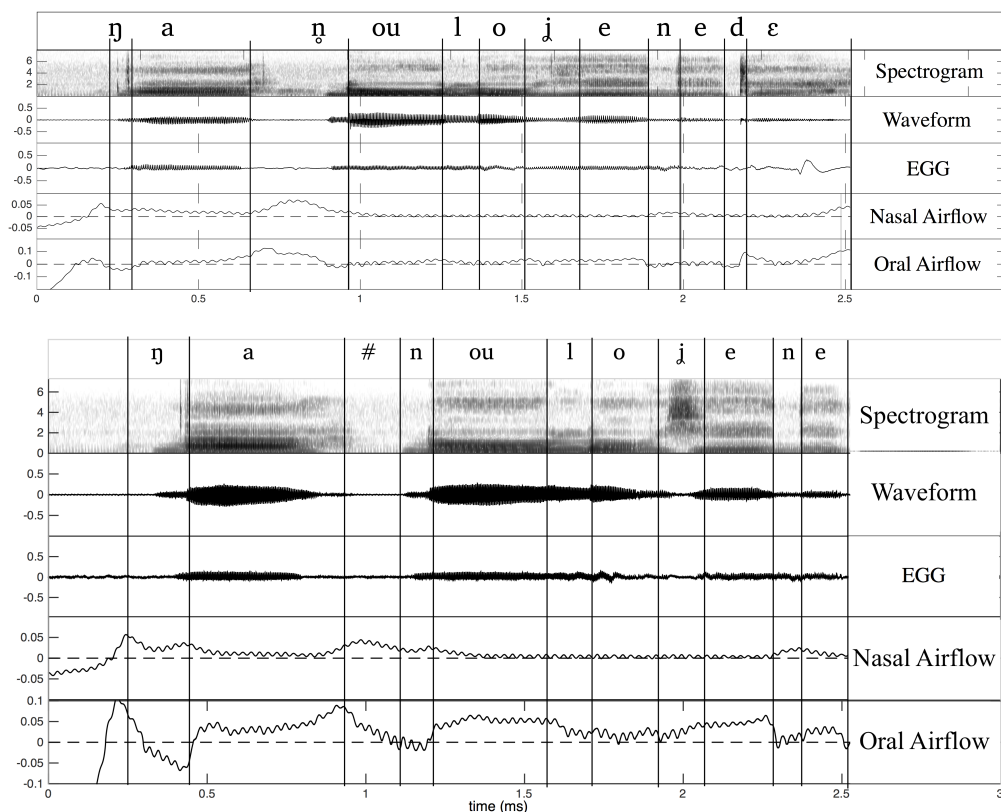 ŋ a n̊ ou l o ʝ e n e d ɛ
6
4
2
Spectrogram
0.5
0
-0.5
Waveform
0.5
0
-0.5
EGG
0.05
0
-0.05
Nasal Airflow
0.1
0
-0.1
Oral Airflow
0 0.5 1 1.5 2 2.5
ŋ a # n ou l o ʝ e n e
6
4
2
0
Spectrogram
0.5
0
-0.5
Waveform
0.5
0
-0.5
EGG
0.05
0
-0.05
Nasal Airflow
0.1
0.05
0
-0.05
-0.1
Oral Airflow
0 0.5 1 1.5 2 2.5 3
time (ms)